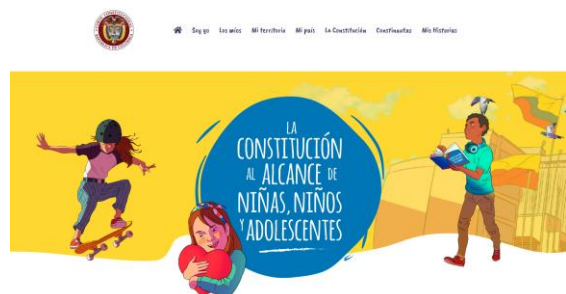 Soy yo Los míos Mi territorio Mi país La Constitución Constinautas Mis Historias
LA
CONSTITUCIÓN
AL ALCANCE DE
NIÑAS, NIÑOS
Y ADOLESCENTES